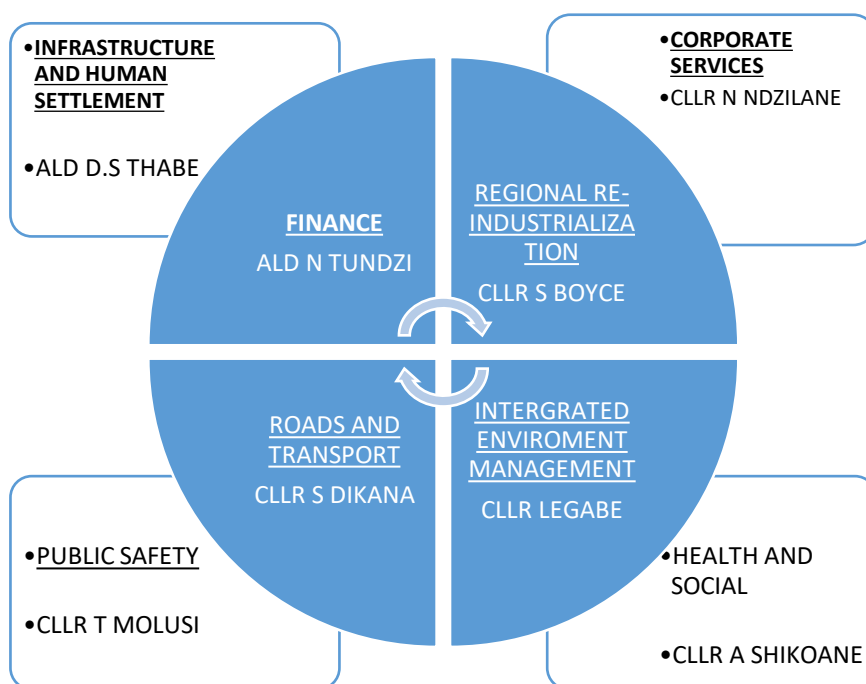 •INFRASTRUCTURE
AND HUMAN
SETTLEMENT
•ALD D.S THABE
•CORPORATE
SERVICES
•CLLR N NDZILANE
FINANCE
ALD N TUNDZI
REGIONAL RE-
INDUSTRIALIZA
TION
CLLR S BOYCE
ROADS AND
TRANSPORT
CLLR S DIKANA
INTERGRATED
ENVIROMENT
MANAGEMENT
CLLR LEGABE
•PUBLIC SAFETY
•CLLR T MOLUSI
•HEALTH AND
SOCIAL
•CLLR A SHIKOANE